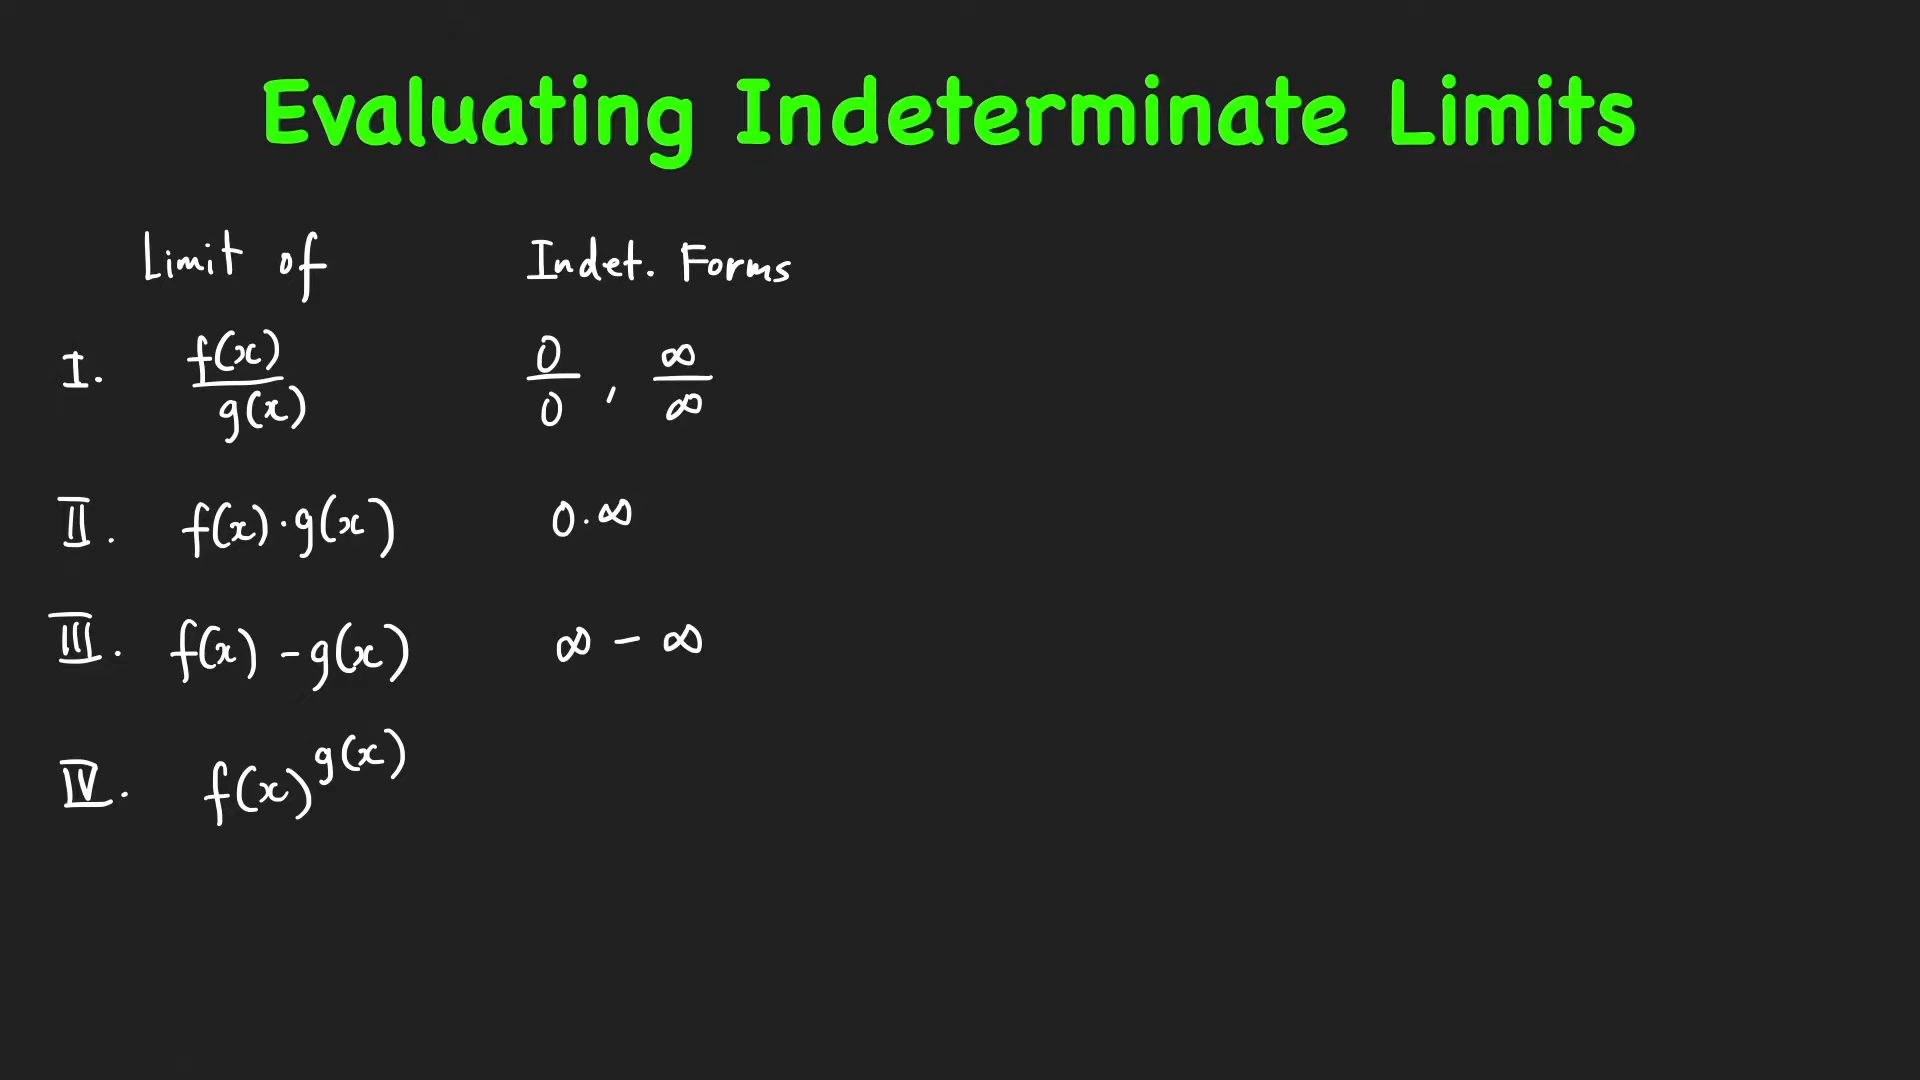 Evaluating Indeterminate Limits
Limit of Indet. Forms
I. f(x)/g(x) 0/0 , ∞/∞
II. f(x)·g(x) 0·∞
III. f(x) - g(x) ∞ - ∞
IV. f(x)^g(x)